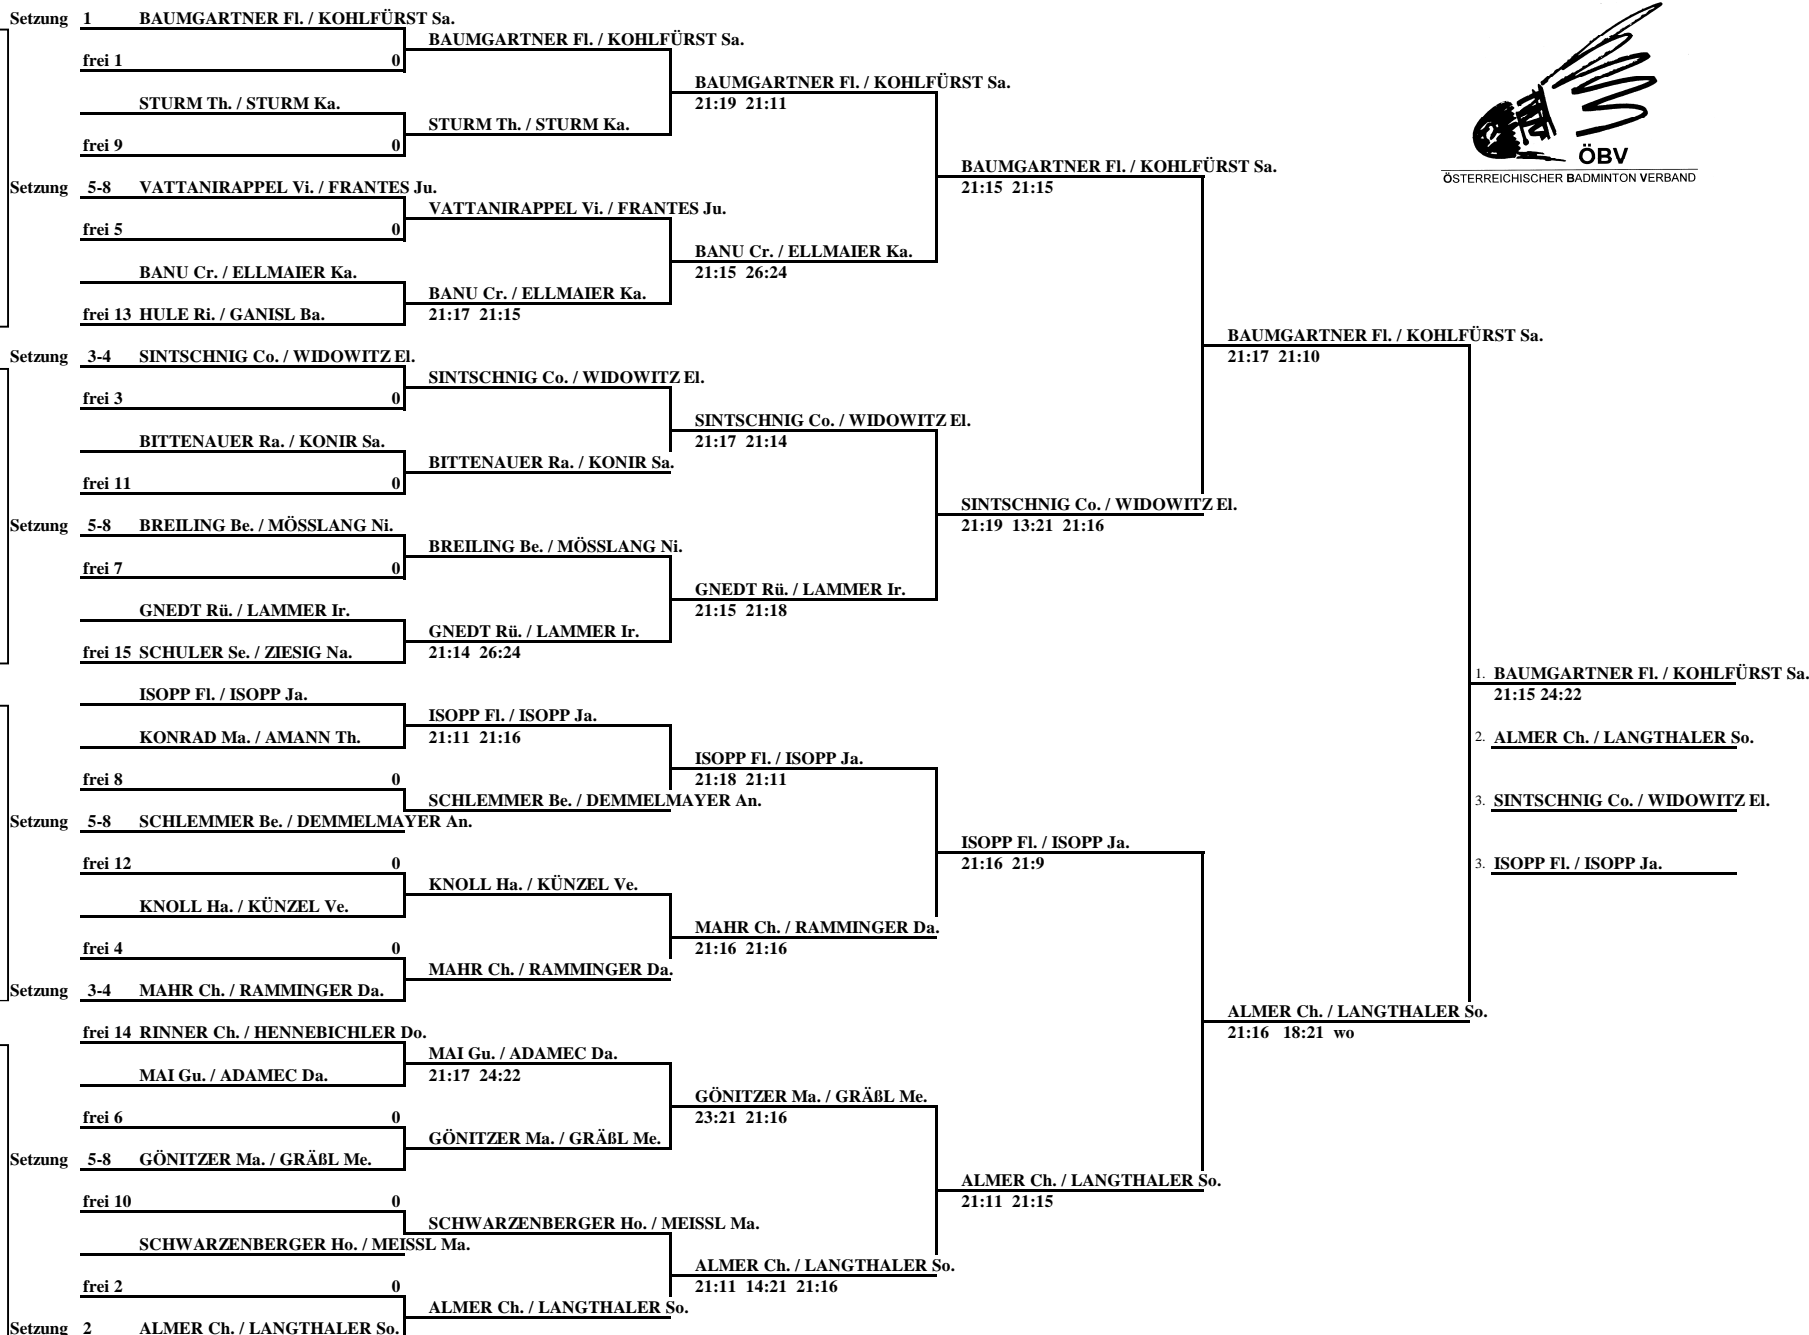 Setzung 1 BAUMGARTNER Fl. / KOHLFÜRST Sa.
BAUMGARTNER Fl. / KOHLFÜRST Sa.
frei 1 0
BAUMGARTNER Fl. / KOHLFÜRST Sa.
21:19 21:11
STURM Th. / STURM Ka.
STURM Th. / STURM Ka.
frei 9 0
ÖBV
ÖSTERREICHISCHER BADMINTON VERBAND
BAUMGARTNER Fl. / KOHLFÜRST Sa.
21:15 21:15
Setzung 5-8 VATTANIRAPPEL Vi. / FRANTES Ju.
VATTANIRAPPEL Vi. / FRANTES Ju.
frei 5 0
BANU Cr. / ELLMAIER Ka.
21:15 26:24
BANU Cr. / ELLMAIER Ka.
BANU Cr. / ELLMAIER Ka.
21:17 21:15
frei 13 HULE Ri. / GANISL Ba.
BAUMGARTNER Fl. / KOHLFÜRST Sa.
21:17 21:10
Setzung 3-4 SINTSCHNIG Co. / WIDOWITZ El.
SINTSCHNIG Co. / WIDOWITZ El.
frei 3 0
SINTSCHNIG Co. / WIDOWITZ El.
21:17 21:14
BITTENAUER Ra. / KONIR Sa.
BITTENAUER Ra. / KONIR Sa.
frei 11 0
SINTSCHNIG Co. / WIDOWITZ El.
21:19 13:21 21:16
Setzung 5-8 BREILING Be. / MÖSSLANG Ni.
BREILING Be. / MÖSSLANG Ni.
frei 7 0
GNEDT Rü. / LAMMER Ir.
21:15 21:18
GNEDT Rü. / LAMMER Ir.
GNEDT Rü. / LAMMER Ir.
21:14 26:24
frei 15 SCHULER Se. / ZIESIG Na.
1. BAUMGARTNER Fl. / KOHLFÜRST Sa.
21:15 24:22
2. ALMER Ch. / LANGTHALER So.
3. SINTSCHNIG Co. / WIDOWITZ El.
3. ISOPP Fl. / ISOPP Ja.
ISOPP Fl. / ISOPP Ja.
ISOPP Fl. / ISOPP Ja.
21:11 21:16
KONRAD Ma. / AMANN Th.
ISOPP Fl. / ISOPP Ja.
21:18 21:11
frei 8 0
SCHLEMMER Be. / DEMMELMAYER An.
Setzung 5-8 SCHLEMMER Be. / DEMMELMAYER An.
ISOPP Fl. / ISOPP Ja.
21:16 21:9
frei 12 0
KNOLL Ha. / KÜNZEL Ve.
KNOLL Ha. / KÜNZEL Ve.
MAHR Ch. / RAMMINGER Da.
21:16 21:16
frei 4 0
MAHR Ch. / RAMMINGER Da.
Setzung 3-4 MAHR Ch. / RAMMINGER Da.
ALMER Ch. / LANGTHALER So.
21:16 18:21 wo
frei 14 RINNER Ch. / HENNEBICHLER Do.
MAI Gu. / ADAMEC Da.
21:17 24:22
MAI Gu. / ADAMEC Da.
GÖNITZER Ma. / GRÄßL Me.
23:21 21:16
frei 6 0
GÖNITZER Ma. / GRÄßL Me.
Setzung 5-8 GÖNITZER Ma. / GRÄßL Me.
ALMER Ch. / LANGTHALER So.
21:11 21:15
frei 10 0
SCHWARZENBERGER Ho. / MEISSL Ma.
SCHWARZENBERGER Ho. / MEISSL Ma.
ALMER Ch. / LANGTHALER So.
21:11 14:21 21:16
frei 2 0
ALMER Ch. / LANGTHALER So.
Setzung 2 ALMER Ch. / LANGTHALER So.